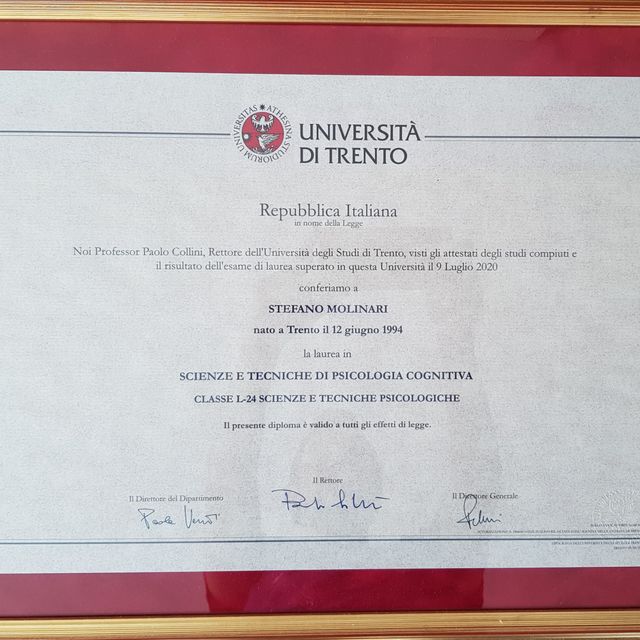 UNIVERSITAS ATHESINA STUDIORUM
UNIVERSITÀ
DI TRENTO
Repubblica Italiana
in nome della Legge
Noi Professor Paolo Collini, Rettore dell'Università degli Studi di Trento, visti gli attestati degli studi compiuti e
il risultato dell'esame di laurea superato in questa Università il 9 Luglio 2020
conferiamo a
STEFANO MOLINARI
nato a Trento il 12 giugno 1994
la laurea in
SCIENZE E TECNICHE DI PSICOLOGIA COGNITIVA
CLASSE L-24 SCIENZE E TECNICHE PSICOLOGICHE
Il presente diploma è valido a tutti gli effetti di legge.
Il Direttore del Dipartimento
Il Rettore
Il Direttore Generale